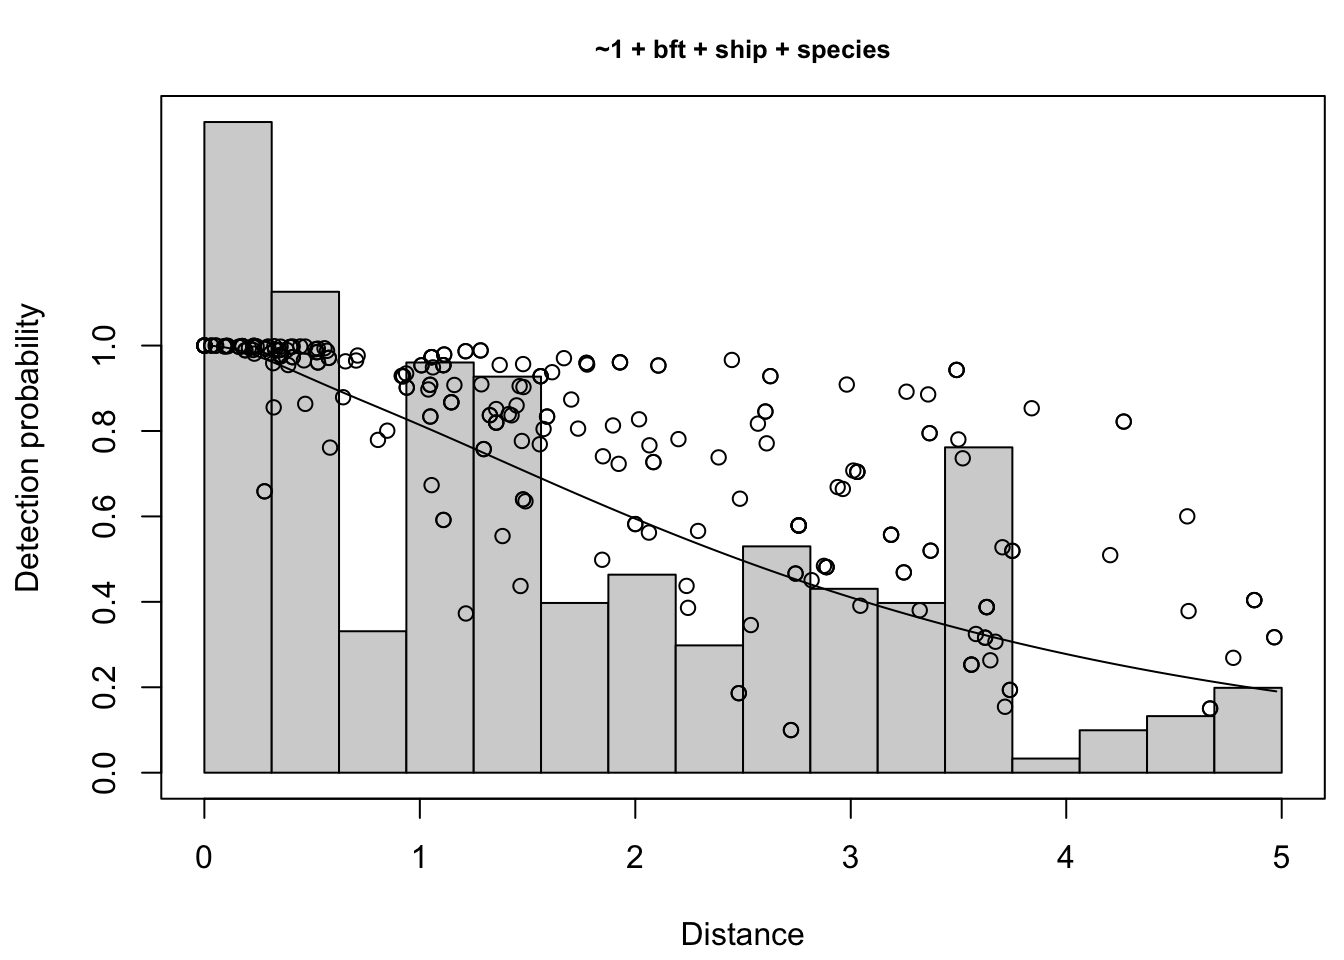 ~1 + bft + ship + species
Detection probability
1.0
0.8
0.6
0.4
0.2
0.0
0 1 2 3 4 5
Distance